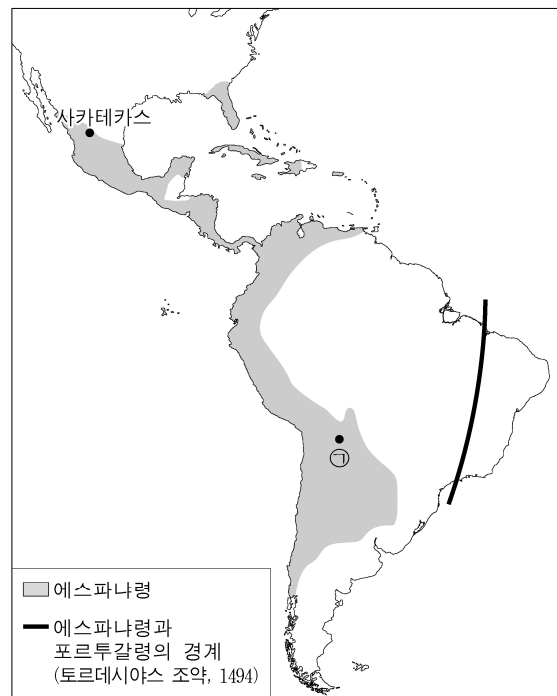 사카테카스
㉠
에스파냐령
에스파냐령과
포르투갈령의 경계
(토르데시야스 조약, 1494)